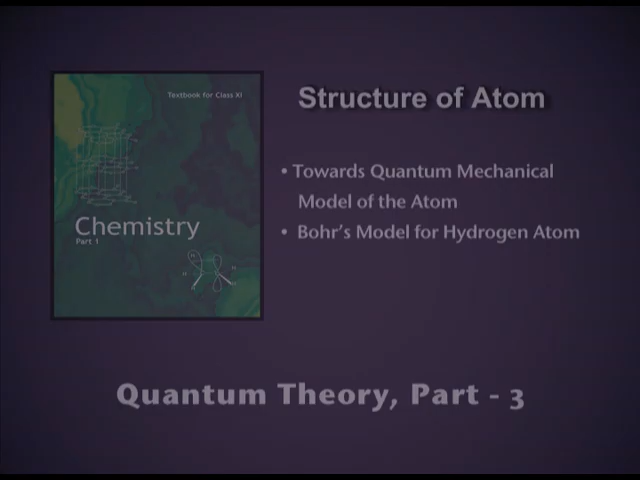 Textbook for Class XI
Chemistry
Part 1
Structure of Atom
• Towards Quantum Mechanical
Model of the Atom
• Bohr's Model for Hydrogen Atom
Quantum Theory, Part - 3